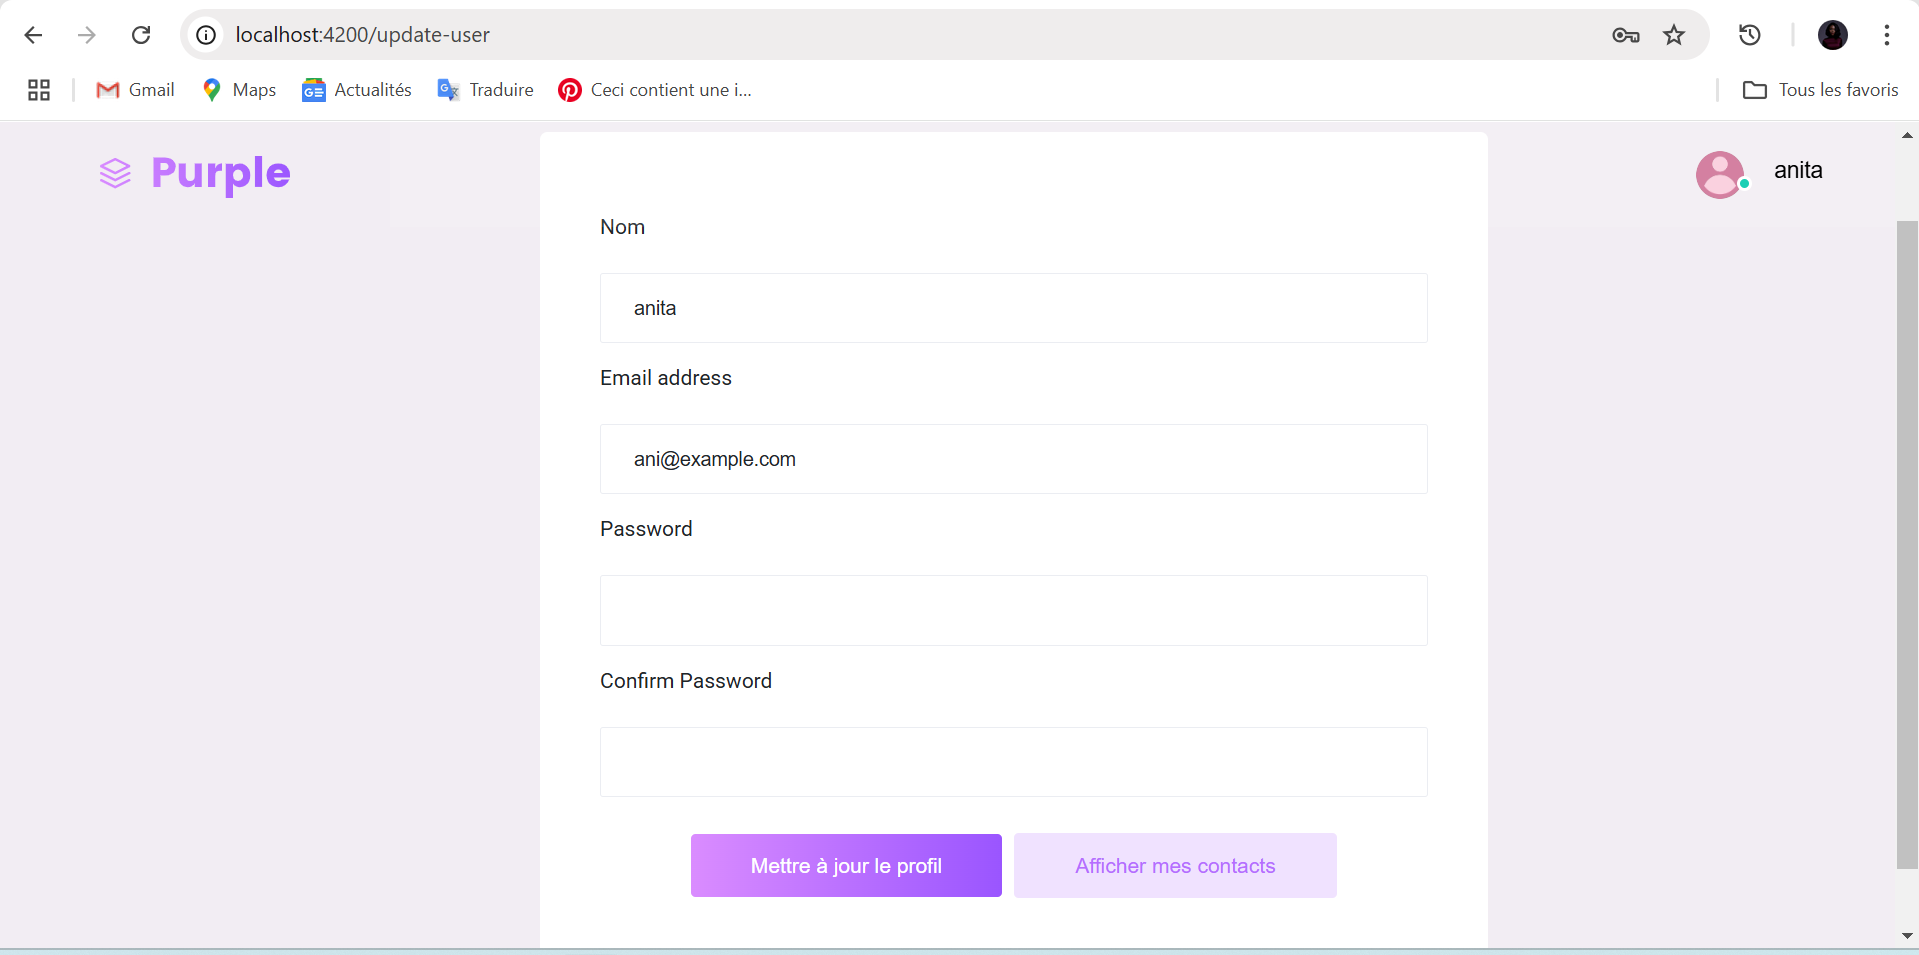 localhost:4200/update-user
Gmail
Maps
Actualités
Traduire
Ceci contient une i...
Tous les favoris
Purple
anita
Nom
anita
Email address
ani@example.com
Password
Confirm Password
Mettre à jour le profil
Afficher mes contacts